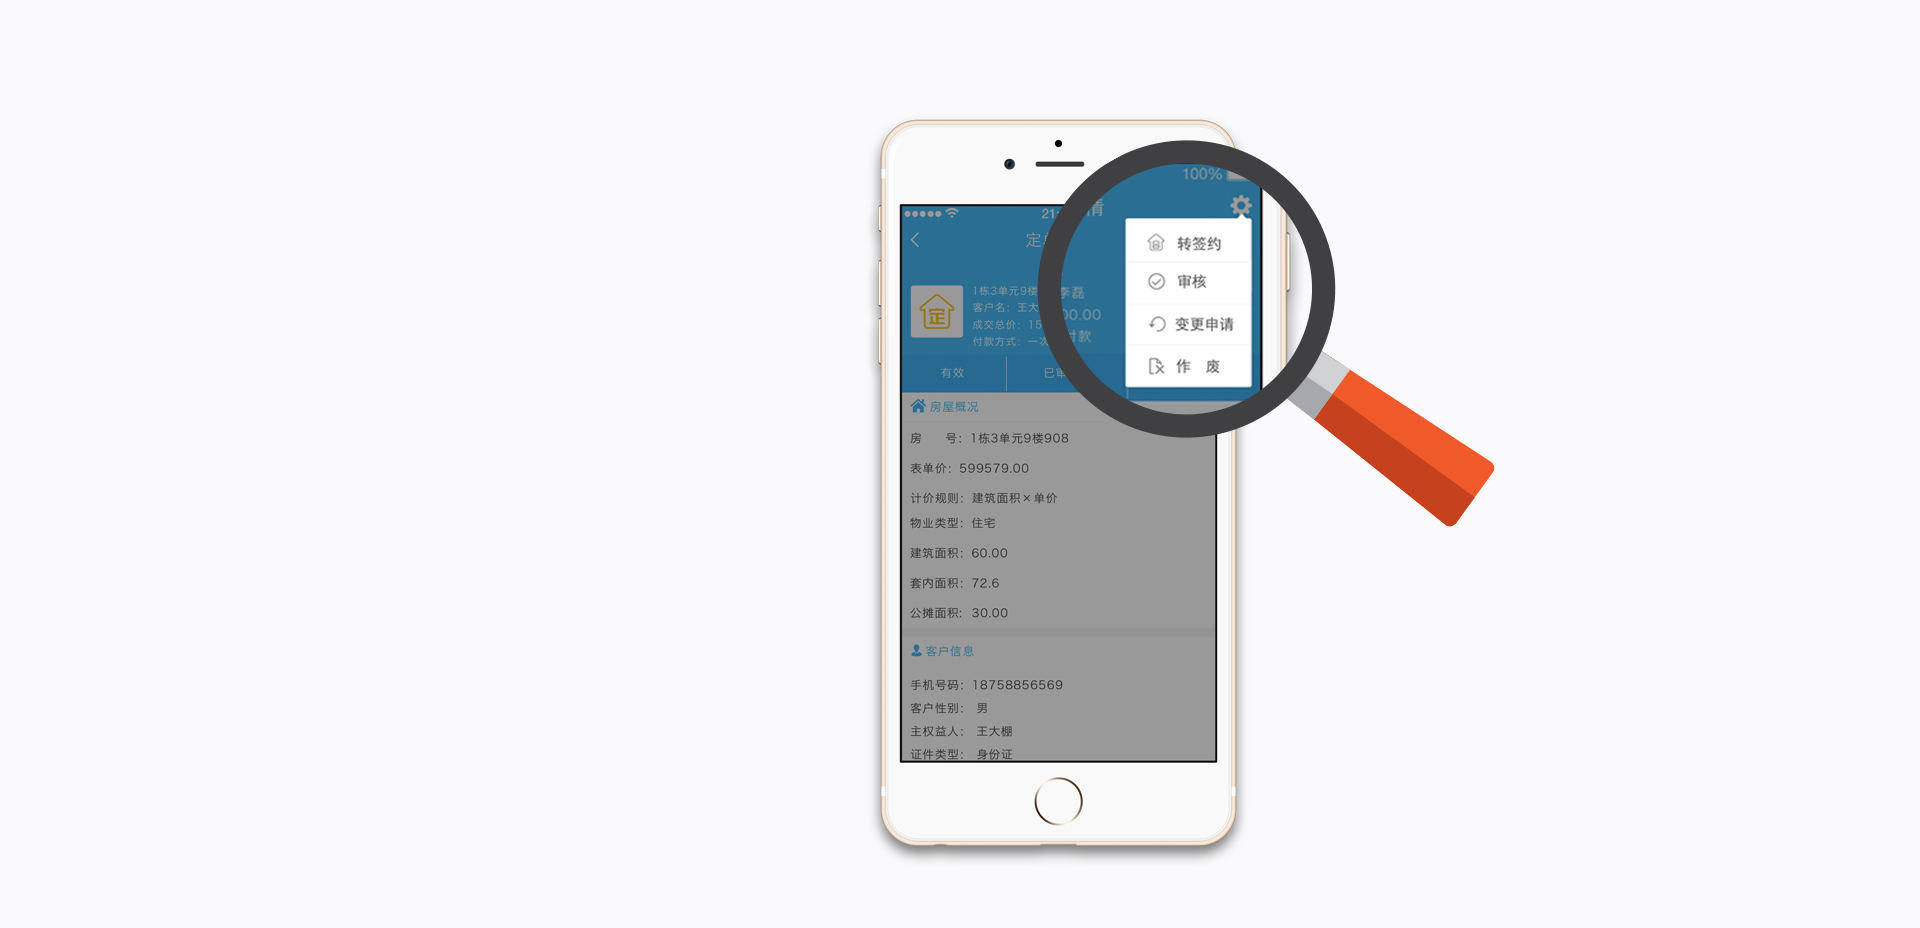 100%
21:
定
情
转签约
审核
变更申请
作 废
1栋3单元9楼
李磊
客户名：王大
00.00
成交总价：15
付款方式：一次
付款
定
有效
已审
房屋概况
房 号：1栋3单元9楼908
表单价：599579.00
计价规则：建筑面积×单价
物业类型：住宅
建筑面积：60.00
套内面积：72.6
公摊面积：30.00
客户信息
手机号码：18758856569
客户性别： 男
主权益人： 王大棚
证件类型： 身份证